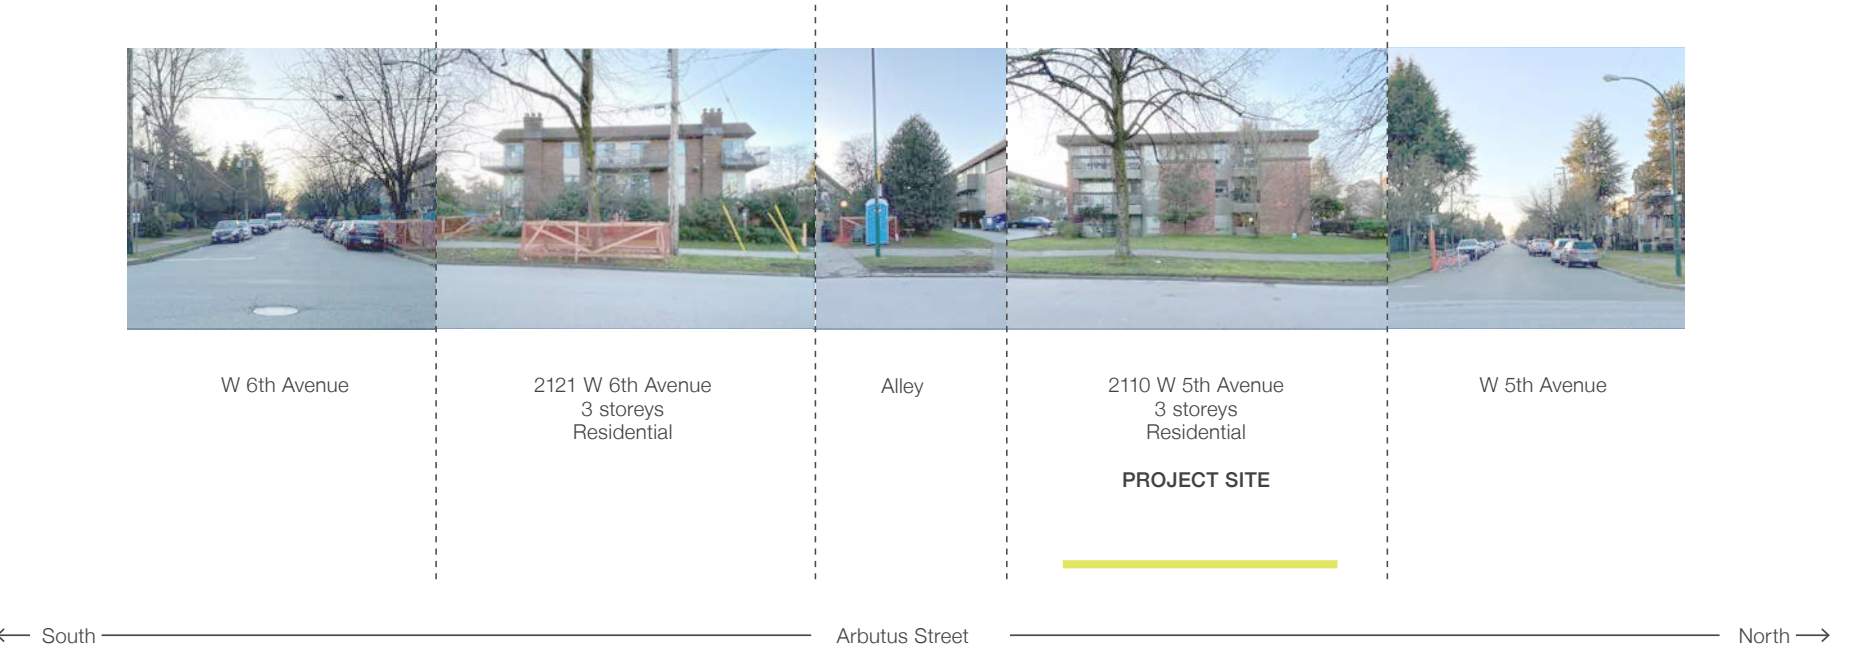 W 6th Avenue
2121 W 6th Avenue
3 storeys
Residential
Alley
2110 W 5th Avenue
3 storeys
Residential
PROJECT SITE
W 5th Avenue
South
Arbutus Street
North